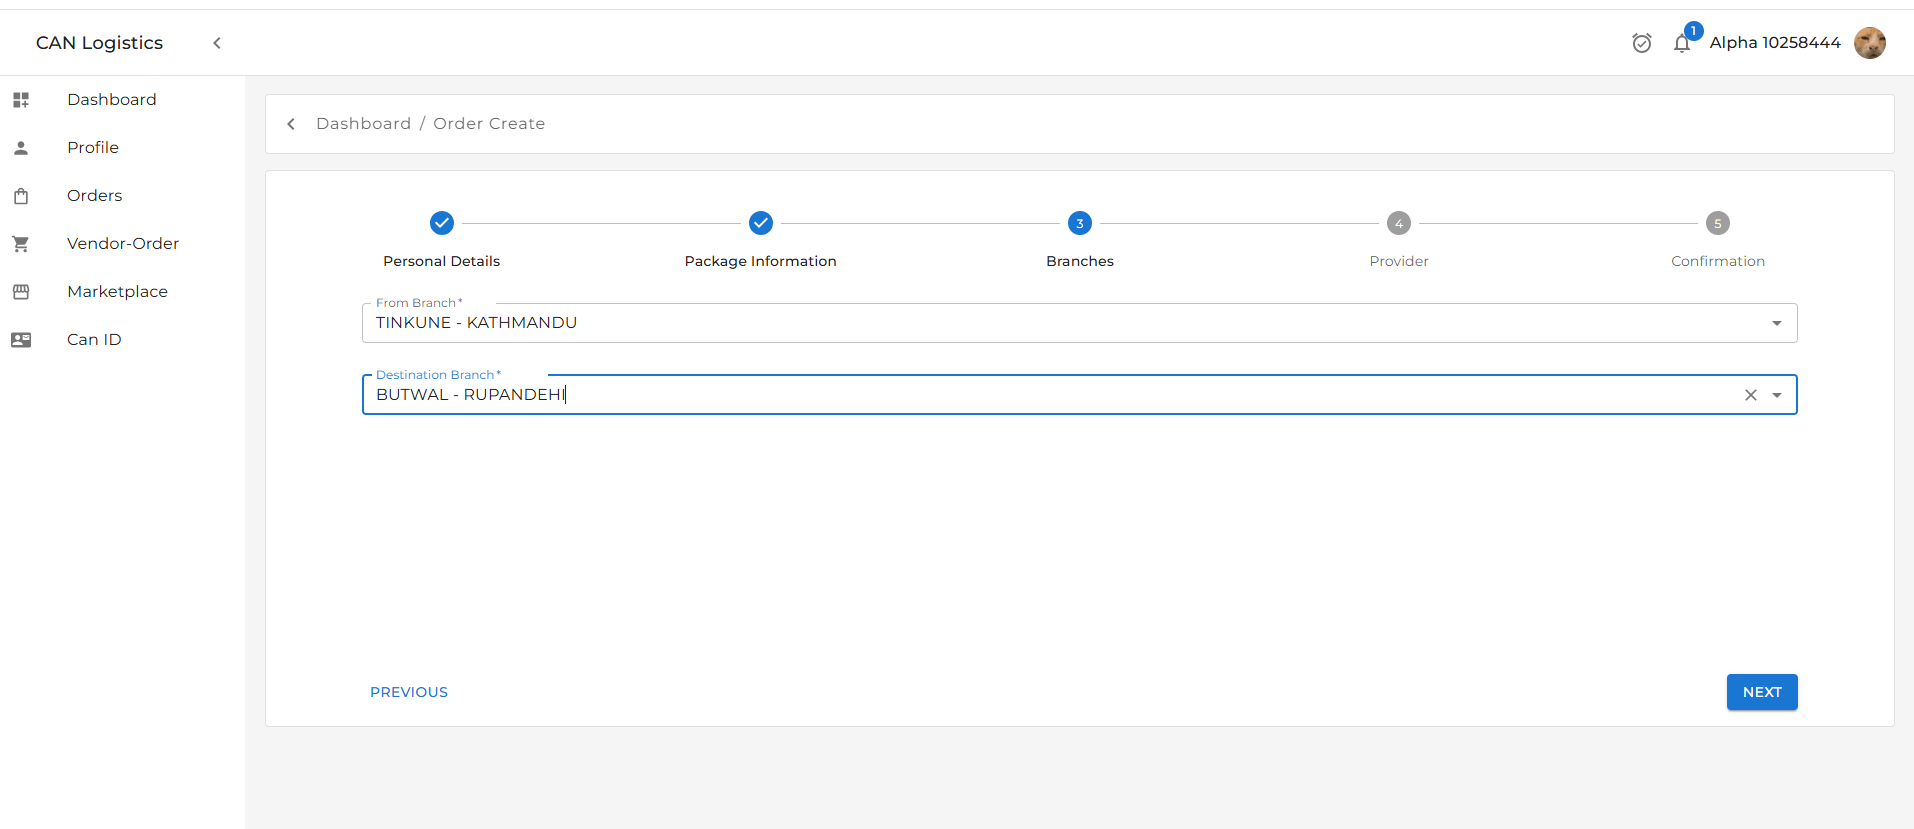 CAN Logistics
1
Alpha 10258444
Dashboard
Profile
Orders
Vendor-Order
Marketplace
Can ID
Dashboard / Order Create
3
4
5
Personal Details
Package Information
Branches
Provider
Confirmation
From Branch *
TINKUNE - KATHMANDU
Destination Branch *
BUTWAL - RUPANDEHI
PREVIOUS
NEXT